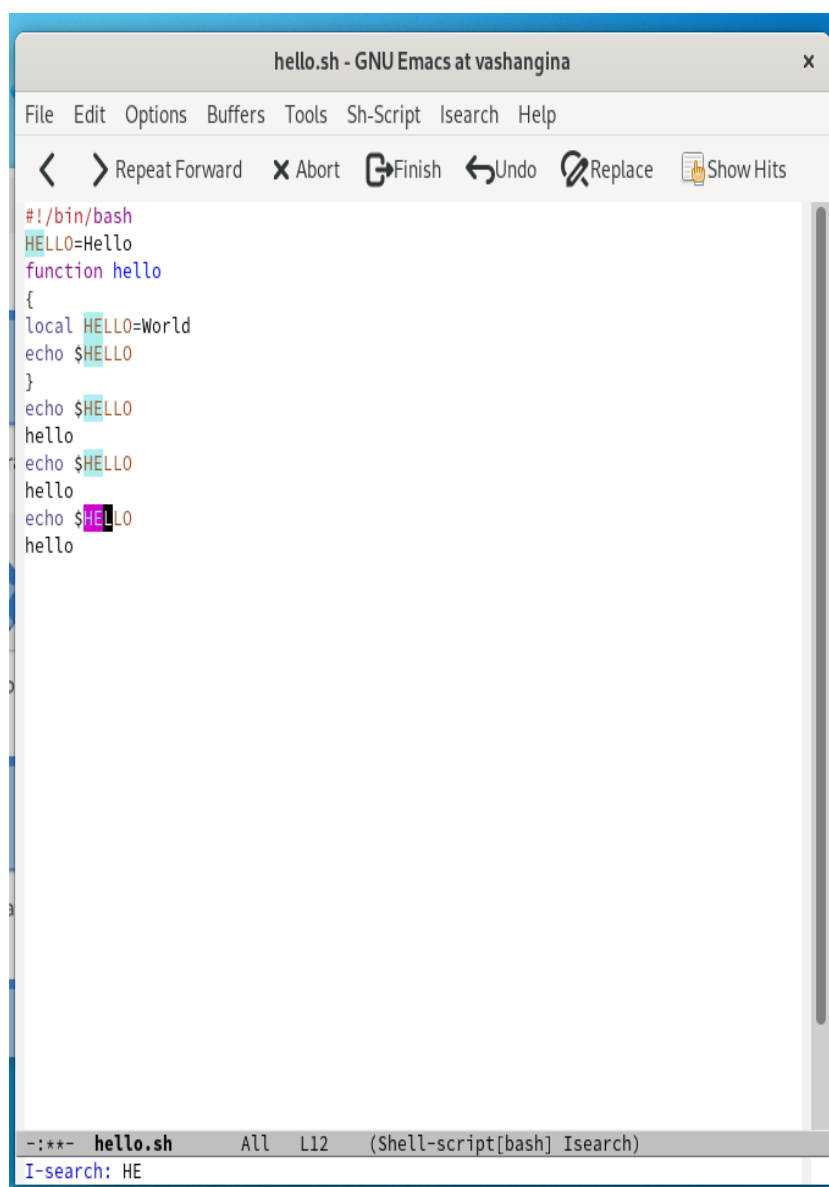 hello.sh - GNU Emacs at vashangina x
File Edit Options Buffers Tools Sh-Script Isearch Help
Repeat Forward Abort Finish Undo Replace Show Hits
#!/bin/bash
HELLO=Hello
function hello
{
local HELLO=World
echo $HELLO
}
echo $HELLO
hello
echo $HELLO
hello
echo $HELLO
hello
-:**- hello.sh All L12 (Shell-script[bash] Isearch)
I-search: HE